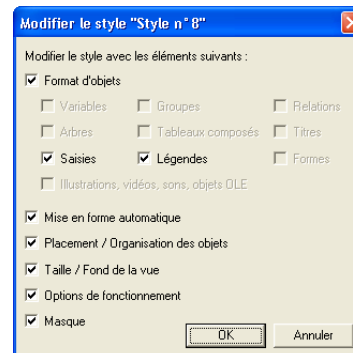 Modifier le style "Style n°8"
Modifier le style avec les éléments suivants :
Format d'objets
Variables Groupes Relations
Arbres Tableaux composés Titres
Saisies Légendes Formes
Illustrations, vidéos, sons, objets OLE
Mise en forme automatique
Placement / Organisation des objets
Taille / Fond de la vue
Options de fonctionnement
Masque
OK Annuler